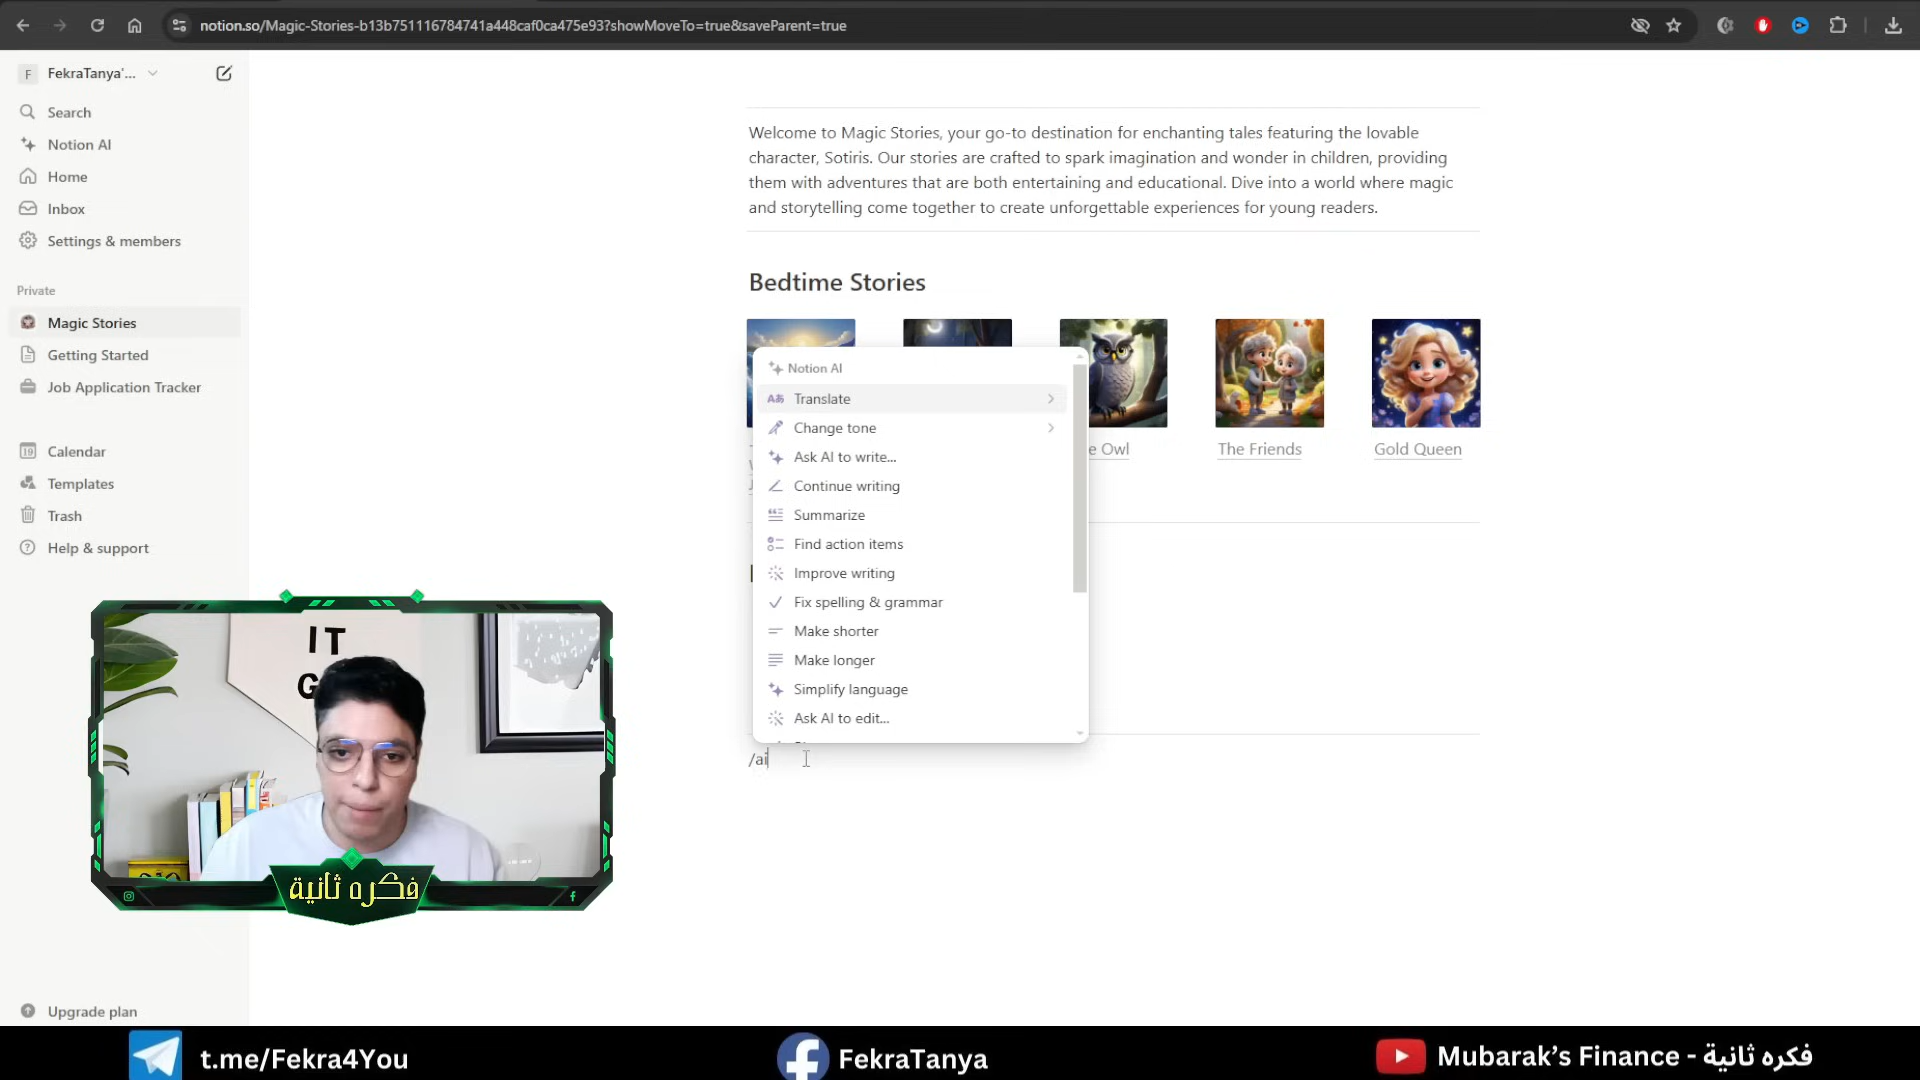 notion.so/Magic-Stories-b13b751116784741a448caf0ca475e93?showMoveTo=true&saveParent=true
F FekraTanya'...
Search
Notion AI
Home
Inbox
Settings & members
Private
Magic Stories
Getting Started
Job Application Tracker
19 Calendar
Templates
Trash
Help & support
Upgrade plan
Welcome to Magic Stories, your go-to destination for enchanting tales featuring the lovable
character, Sotiris. Our stories are crafted to spark imagination and wonder in children, providing
them with adventures that are both entertaining and educational. Dive into a world where magic
and storytelling come together to create unforgettable experiences for young readers.
Bedtime Stories
e Owl
The Friends
Gold Queen
Notion AI
Translate
Change tone
Ask AI to write...
Continue writing
Summarize
Find action items
Improve writing
Fix spelling & grammar
Make shorter
Make longer
Simplify language
Ask AI to edit...
/ai
IT
G
فكره ثانية
t.me/Fekra4You
FekraTanya
Mubarak's Finance - فكره ثانية